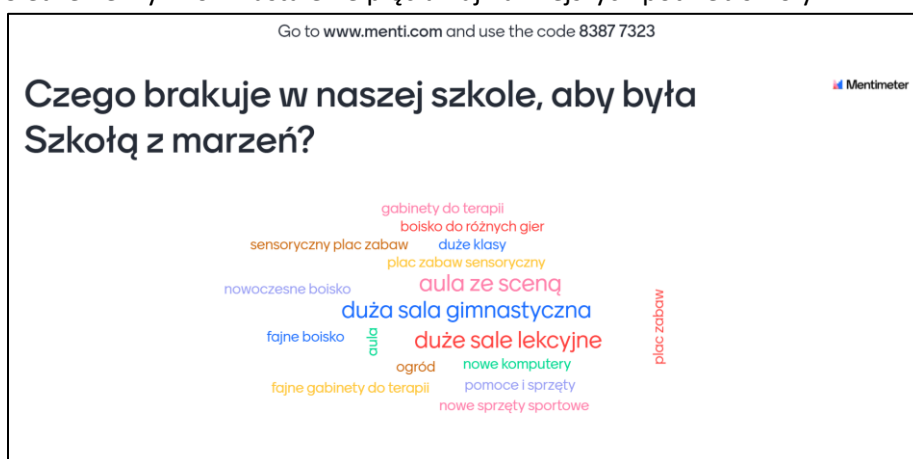 Go to www.menti.com and use the code 8387 7323
Czego brakuje w naszej szkole, aby była
Szkołą z marzeń?
Mentimeter
gabinety do terapii
boisko do różnych gier
sensoryczny plac zabaw
duże klasy
plac zabaw sensoryczny
aula ze sceną
nowoczesne boisko
duża sala gimnastyczna
plac zabaw
fajne boisko
aula
duże sale lekcyjne
ogród
nowe komputery
fajne gabinety do terapii
pomoce i sprzęty
nowe sprzęty sportowe